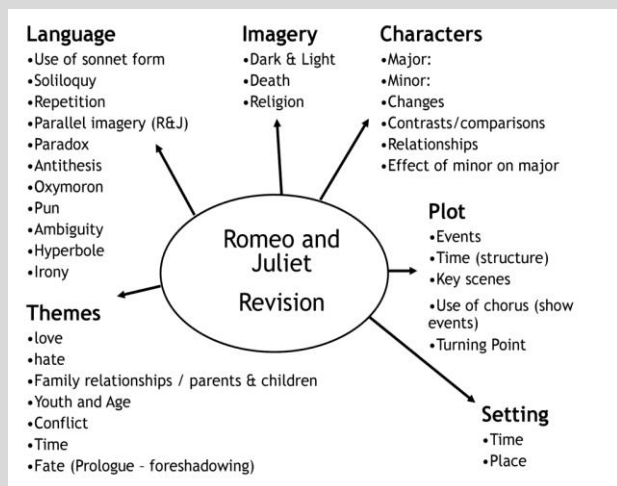 Language
•Use of sonnet form
•Soliloquy
•Repetition
•Parallel imagery (R&J)
•Paradox
•Antithesis
•Oxymoron
•Pun
•Ambiguity
•Hyperbole
•Irony
Imagery
•Dark & Light
•Death
•Religion
Characters
•Major:
•Minor:
•Changes
•Contrasts/comparisons
•Relationships
•Effect of minor on major
Romeo and
Juliet
Revision
Plot
•Events
•Time (structure)
•Key scenes
•Use of chorus (show
events)
•Turning Point
Themes
•love
•hate
•Family relationships / parents & children
•Youth and Age
•Conflict
•Time
•Fate (Prologue - foreshadowing)
Setting
•Time
•Place